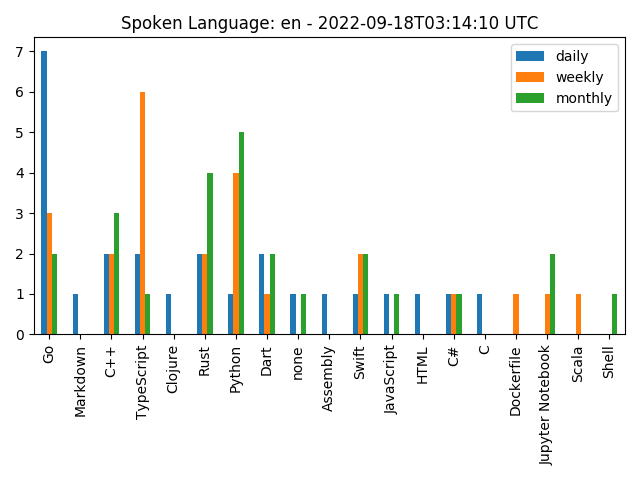 Spoken Language: en - 2022-09-18T03:14:10 UTC
daily
weekly
monthly
7
6
5
4
3
2
1
0
Go
Markdown
C++
TypeScript
Clojure
Rust
Python
Dart
none
Assembly
Swift
JavaScript
HTML
C#
C
Dockerfile
Jupyter Notebook
Scala
Shell